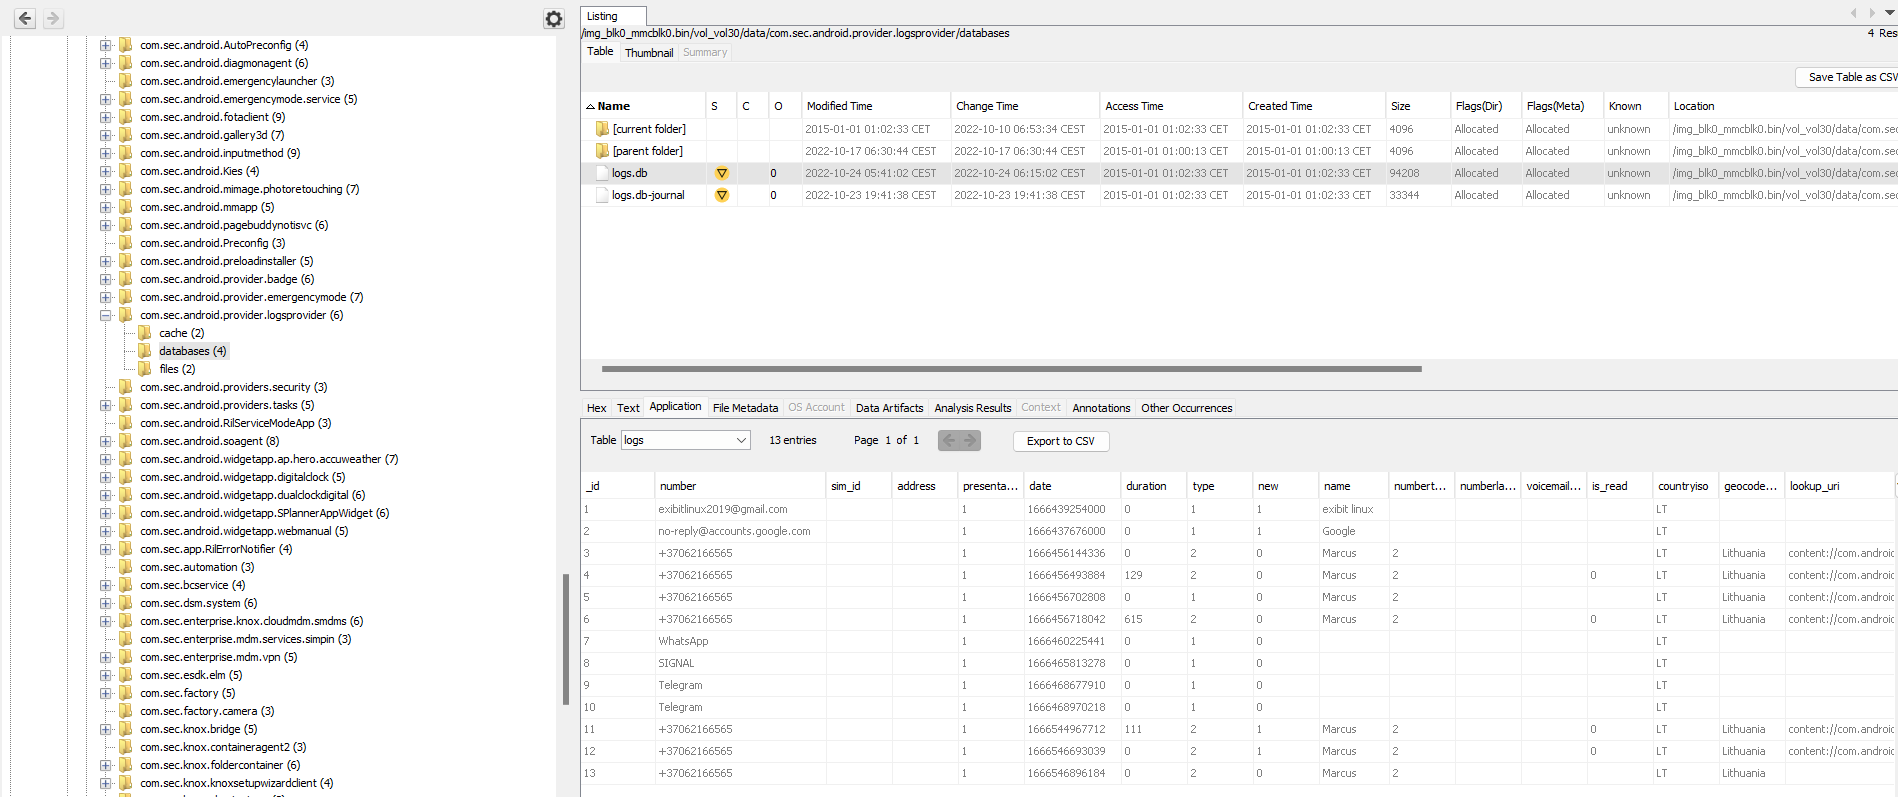 com.sec.android.AutoPreconfig (4)
com.sec.android.diagmonagent (6)
com.sec.android.emergencylauncher (3)
com.sec.android.emergencymode.service (5)
com.sec.android.fotaclient (9)
com.sec.android.gallery3d (7)
com.sec.android.inputmethod (9)
com.sec.android.Kies (4)
com.sec.android.mimage.photoretouching (7)
com.sec.android.mmapp (5)
com.sec.android.pagebuddynotisvc (6)
com.sec.android.Preconfig (3)
com.sec.android.preloadinstaller (5)
com.sec.android.provider.badge (6)
com.sec.android.provider.emergencymode (7)
com.sec.android.provider.logsprovider (6)
cache (2)
databases (4)
files (2)
com.sec.android.providers.security (3)
com.sec.android.providers.tasks (5)
com.sec.android.RilServiceModeApp (3)
com.sec.android.soagent (8)
com.sec.android.widgetapp.ap.hero.accuweather (7)
com.sec.android.widgetapp.digitalclock (5)
com.sec.android.widgetapp.dualclockdigital (6)
com.sec.android.widgetapp.SPlannerAppWidget (6)
com.sec.android.widgetapp.webmanual (5)
com.sec.app.RilErrorNotifier (4)
com.sec.automation (3)
com.sec.bcservice (4)
com.sec.dsm.system (6)
com.sec.enterprise.knox.cloudmdm.smdms (6)
com.sec.enterprise.mdm.services.simpin (3)
com.sec.enterprise.mdm.vpn (5)
com.sec.esdk.elm (5)
com.sec.factory (5)
com.sec.factory.camera (3)
com.sec.knox.bridge (5)
com.sec.knox.containeragent2 (3)
com.sec.knox.foldercontainer (6)
com.sec.knox.knoxsetupwizardclient (4)
Listing
/img_blk0_mmcblk0.bin/vol_vol30/data/com.sec.android.provider.logsprovider/databases 4 Res
Table Thumbnail Summary
Save Table as CSV
Name S C O Modified Time Change Time Access Time Created Time Size Flags(Dir) Flags(Meta) Known Location
[current folder] 2015-01-01 01:02:33 CET 2022-10-10 06:53:34 CEST 2015-01-01 01:02:33 CET 2015-01-01 01:02:33 CET 4096 Allocated Allocated unknown /img_blk0_mmcblk0.bin/vol_vol30/data/com.sec
[parent folder] 2022-10-17 06:30:44 CEST 2022-10-17 06:30:44 CEST 2015-01-01 01:00:13 CET 2015-01-01 01:00:13 CET 4096 Allocated Allocated unknown /img_blk0_mmcblk0.bin/vol_vol30/data/com.sec
logs.db 0 2022-10-24 05:41:02 CEST 2022-10-24 06:15:02 CEST 2015-01-01 01:02:33 CET 2015-01-01 01:02:33 CET 94208 Allocated Allocated unknown /img_blk0_mmcblk0.bin/vol_vol30/data/com.sec
logs.db-journal 0 2022-10-23 19:41:38 CEST 2022-10-23 19:41:38 CEST 2015-01-01 01:02:33 CET 2015-01-01 01:02:33 CET 33344 Allocated Allocated unknown /img_blk0_mmcblk0.bin/vol_vol30/data/com.sec
Hex Text Application File Metadata OS Account Data Artifacts Analysis Results Context Annotations Other Occurrences
Table logs 13 entries Page 1 of 1 Export to CSV
_id number sim_id address presenta... date duration type new name numbert... numberla... voicemail... is_read countryiso geocode... lookup_uri
1 exibitlinux2019@gmail.com 1 1666439254000 0 1 1 exibit linux LT
2 no-reply@accounts.google.com 1 1666437676000 0 1 1 Google LT
3 +37062166565 1 1666456144336 0 2 0 Marcus 2 LT Lithuania content://com.androic
4 +37062166565 1 1666456493884 129 2 0 Marcus 2 0 LT Lithuania content://com.androic
5 +37062166565 1 1666456702808 0 2 0 Marcus 2 LT Lithuania content://com.androic
6 +37062166565 1 1666456718042 615 2 0 Marcus 2 0 LT Lithuania content://com.androic
7 WhatsApp 1 1666460225441 0 1 0 LT
8 SIGNAL 1 1666465813278 0 1 0 LT
9 Telegram 1 1666468677910 0 1 0 LT
10 Telegram 1 1666468970218 0 1 0 LT
11 +37062166565 1 1666544967712 111 2 1 Marcus 2 0 LT Lithuania content://com.androic
12 +37062166565 1 1666546693039 0 2 1 Marcus 2 0 LT Lithuania content://com.androic
13 +37062166565 1 1666546896184 0 2 0 Marcus 2 LT Lithuania